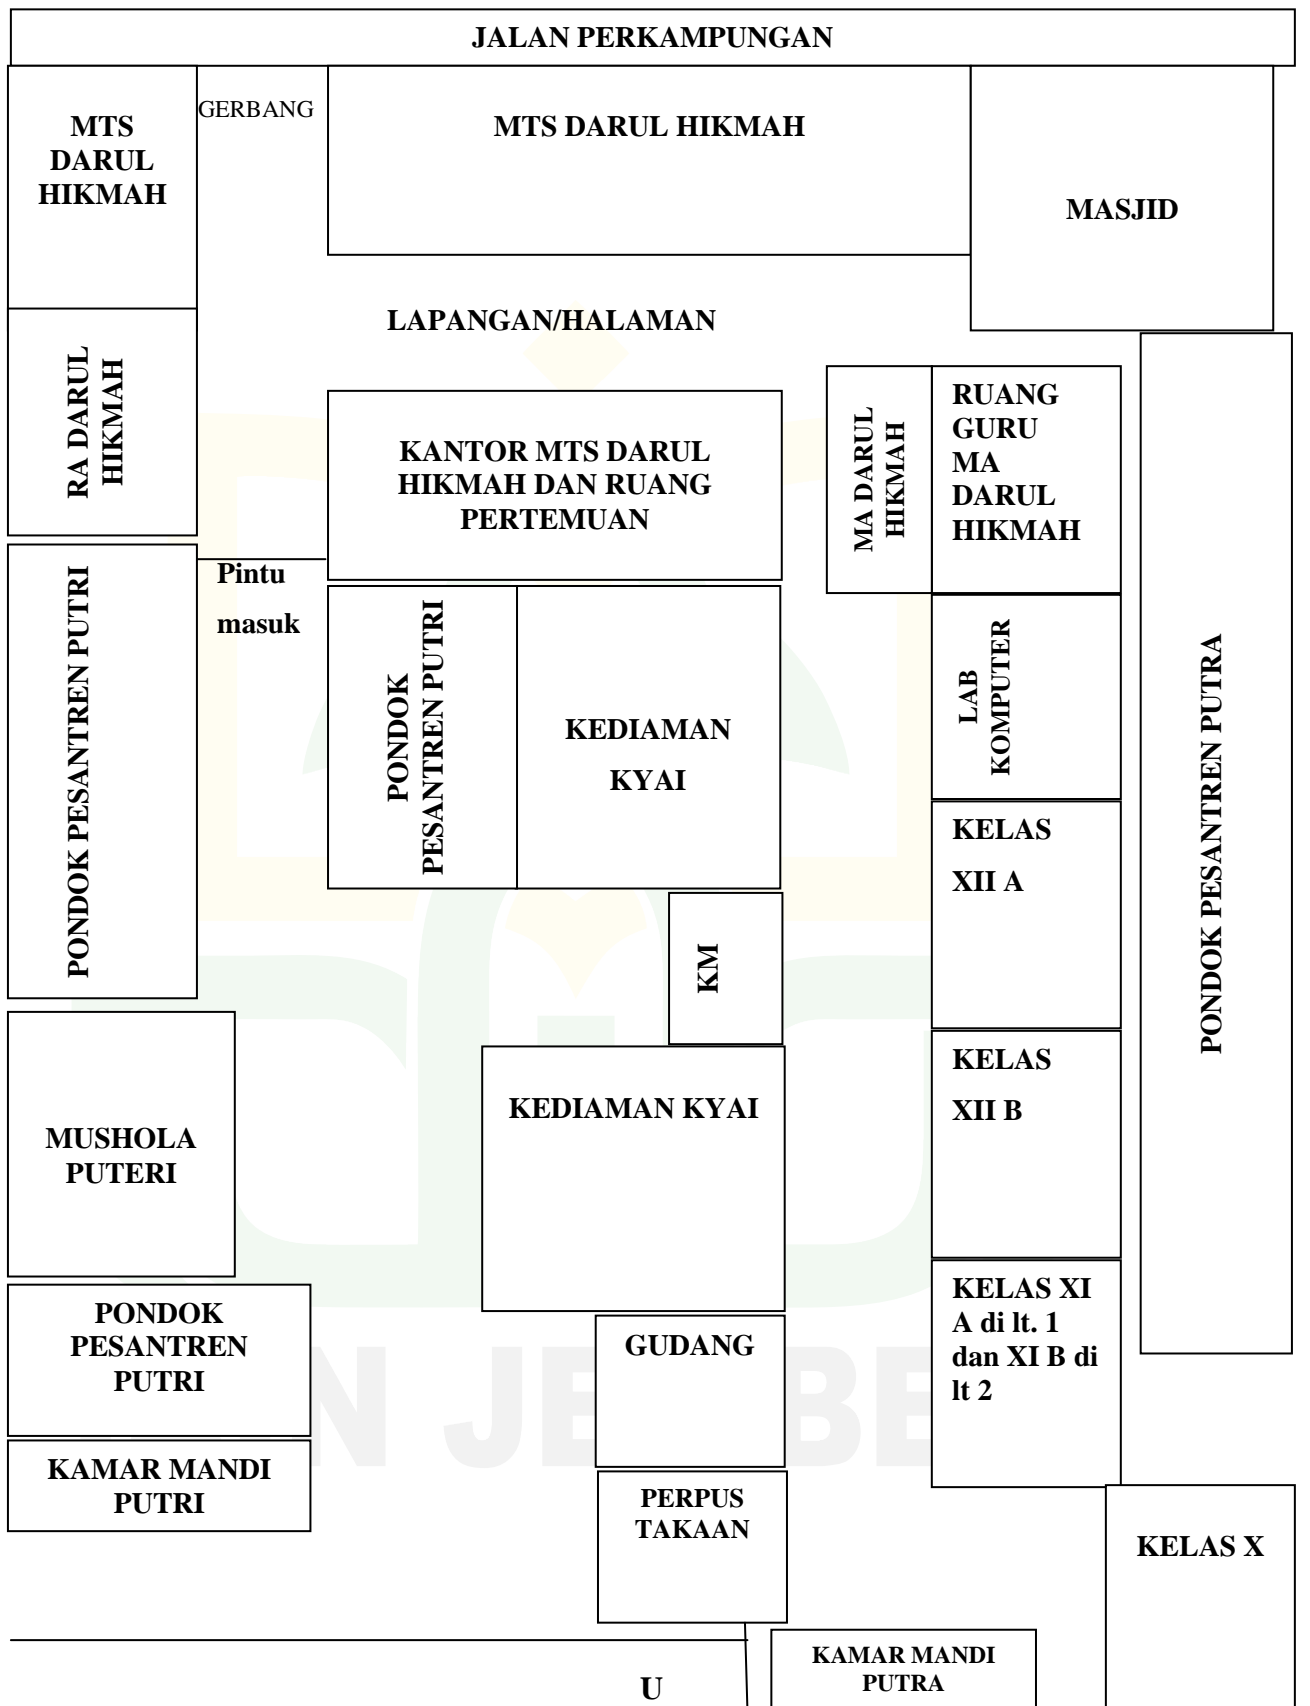 JALAN PERKAMPUNGAN
MTS
DARUL
HIKMAH
GERBANG
MTS DARUL HIKMAH
MASJID
LAPANGAN/HALAMAN
RA DARUL
HIKMAH
KANTOR MTS DARUL
HIKMAH DAN RUANG
PERTEMUAN
MA DARUL
HIKMAH
RUANG
GURU
MA
DARUL
HIKMAH
PONDOK PESANTREN PUTRI
Pintu
masuk
PONDOK
PESANTREN PUTRI
KEDIAMAN
KYAI
LAB
KOMPUTER
PONDOK PESANTREN PUTRA
KELAS
XII A
KM
KELAS
XII B
KEDIAMAN KYAI
MUSHOLA
PUTERI
KELAS XI
A di lt. 1
dan XI B di
lt 2
PONDOK
PESANTREN
PUTRI
GUDANG
KAMAR MANDI
PUTRI
PERPUS
TAKAAN
KELAS X
KAMAR MANDI
PUTRA
U